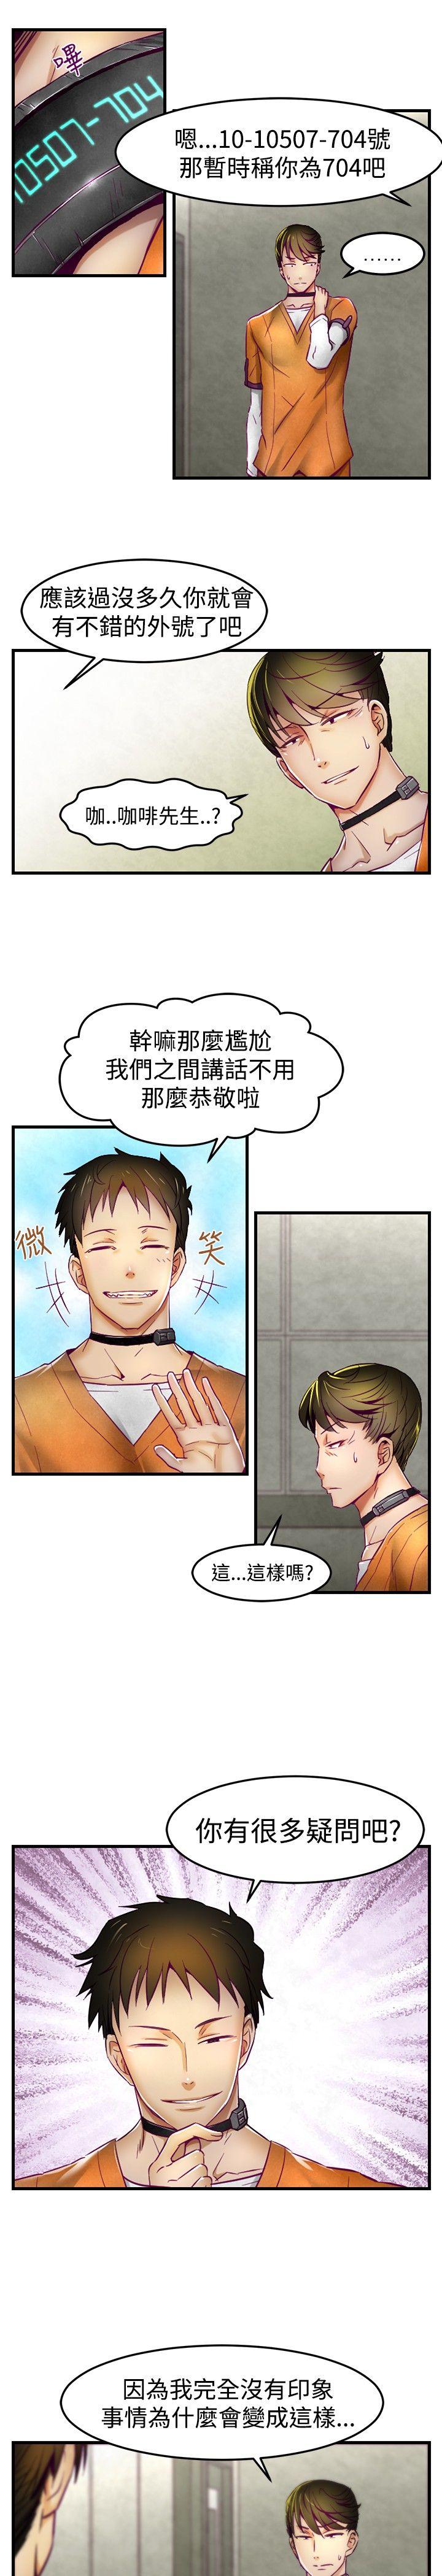 嗶
10507-704
嗯...10-10507-704號
那暫時稱你為704吧
......
應該過沒多久你就會
有不錯的外號了吧
咖..咖啡先生..?
幹嘛那麼尷尬
我們之間講話不用
那麼恭敬啦
微
笑
這...這樣嗎?
你有很多疑問吧?
因為我完全沒有印象
事情為什麼會變成這樣...